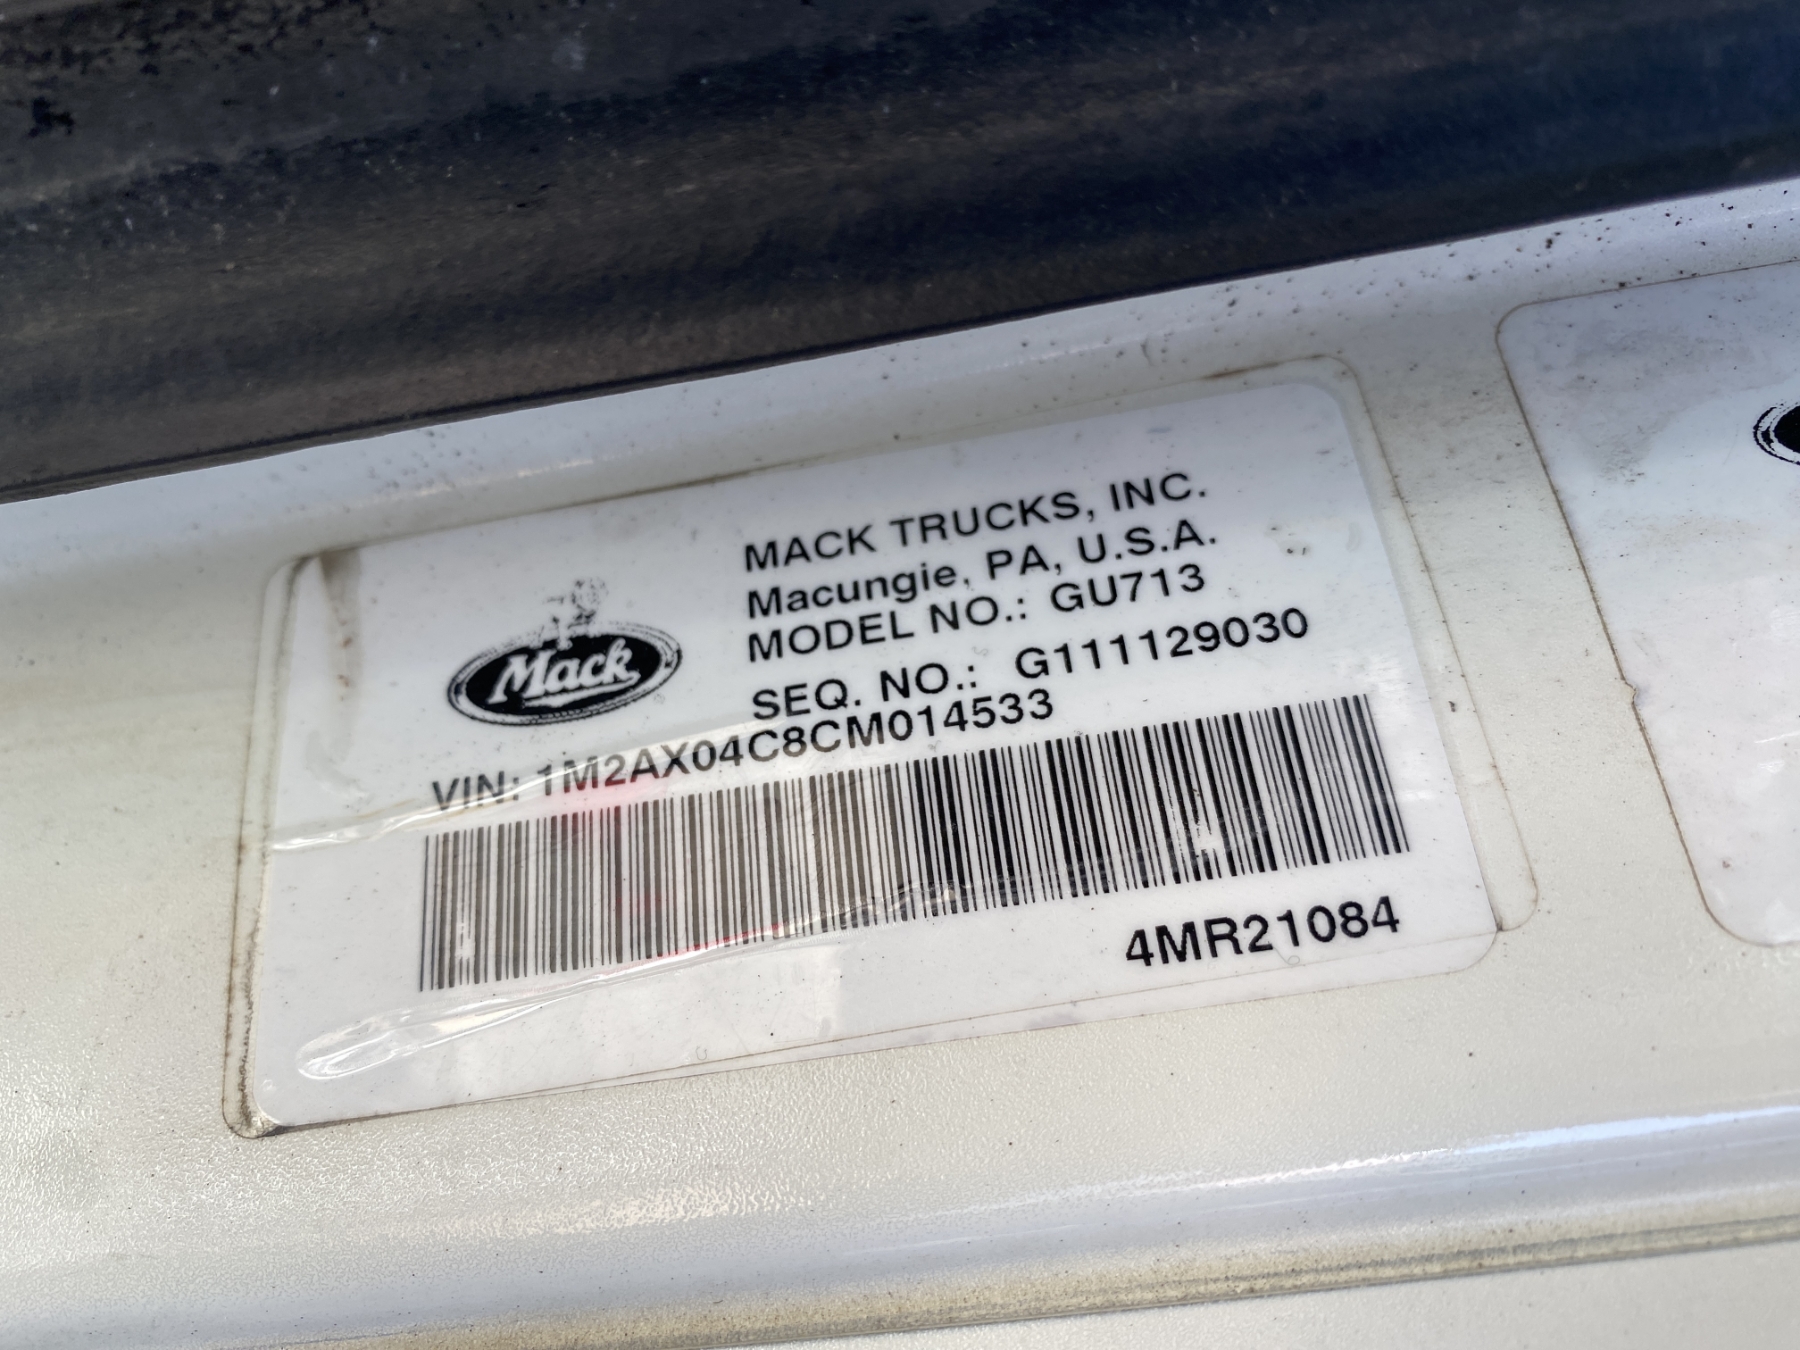 MACK TRUCKS, INC.
Macungie, PA, U.S.A.
MODEL NO.: GU713
SEQ. NO.: G111129030
Mack
VIN: 1M2AX04C8CM014533
4MR21084